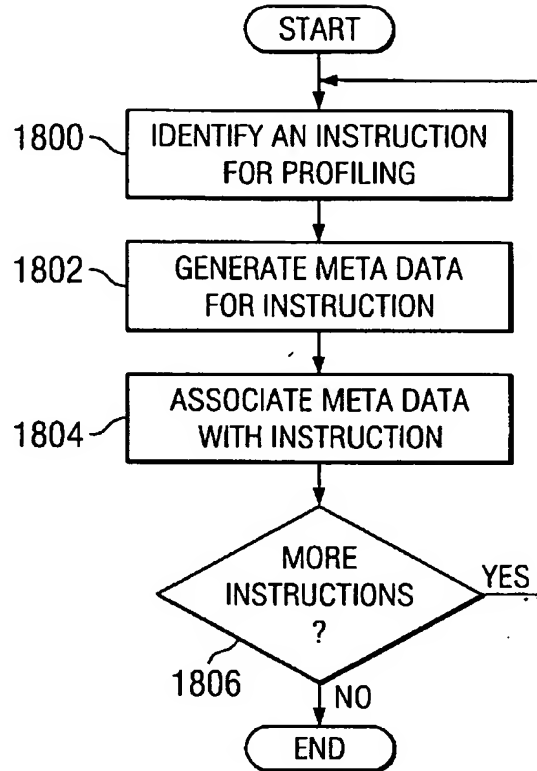 START
1800
IDENTIFY AN INSTRUCTION
FOR PROFILING
1802
GENERATE META DATA
FOR INSTRUCTION
1804
ASSOCIATE META DATA
WITH INSTRUCTION
MORE
INSTRUCTIONS
?
YES
1806
NO
END